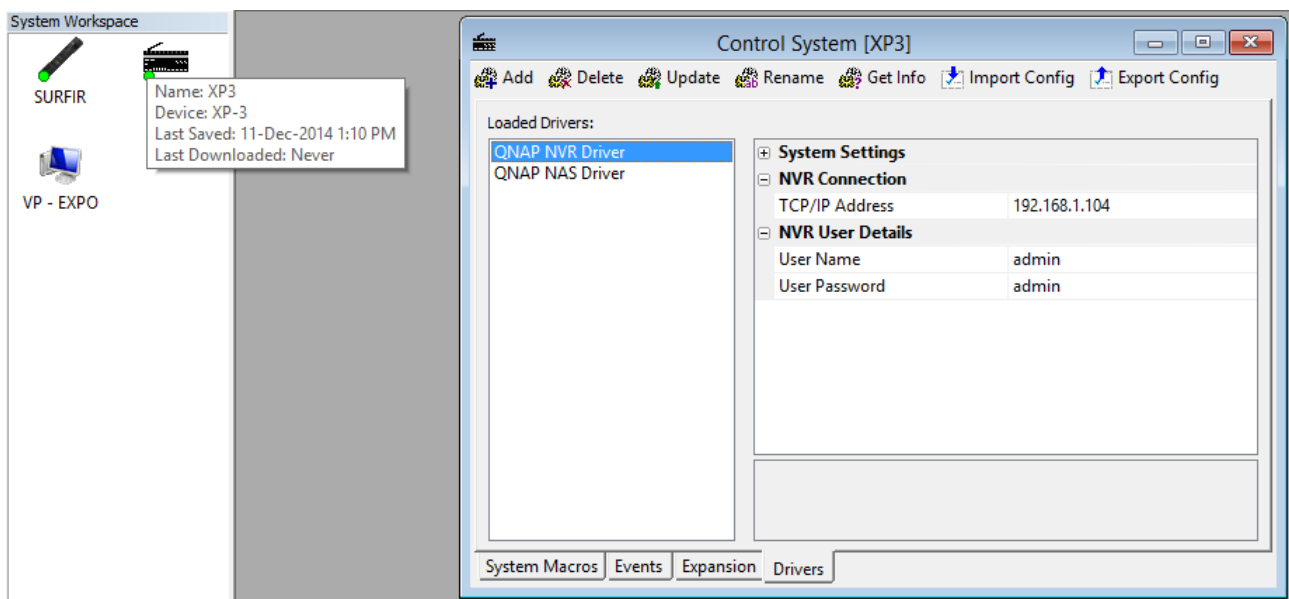 System Workspace
SURFIR
Name: XP3
Device: XP-3
Last Saved: 11-Dec-2014 1:10 PM
Last Downloaded: Never
VP - EXPO
Control System [XP3]
Add Delete Update Rename Get Info Import Config Export Config
Loaded Drivers:
QNAP NVR Driver
QNAP NAS Driver
System Settings
NVR Connection
TCP/IP Address 192.168.1.104
NVR User Details
User Name admin
User Password admin
System Macros Events Expansion Drivers